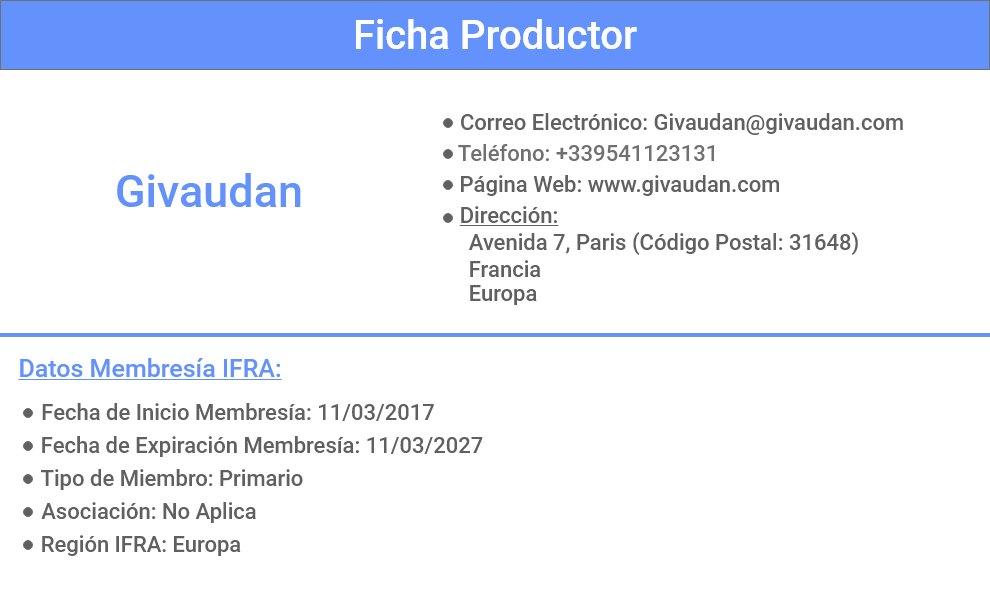 Ficha Productor
Givaudan
● Correo Electrónico: Givaudan@givaudan.com
● Teléfono: +339541123131
● Página Web: www.givaudan.com
● Dirección:
Avenida 7, Paris (Código Postal: 31648)
Francia
Europa
Datos Membresía IFRA:
● Fecha de Inicio Membresía: 11/03/2017
● Fecha de Expiración Membresía: 11/03/2027
● Tipo de Miembro: Primario
● Asociación: No Aplica
● Región IFRA: Europa